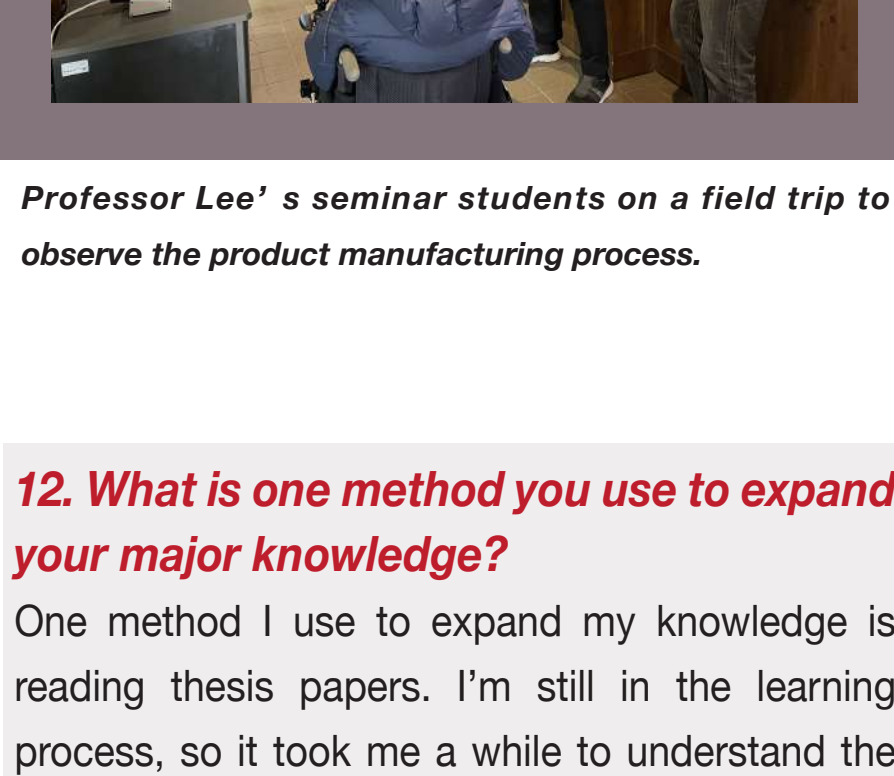 Professor Lee’ s seminar students on a field trip to
observe the product manufacturing process.
12. What is one method you use to expand
your major knowledge?
One method I use to expand my knowledge is
reading thesis papers. I’m still in the learning
process, so it took me a while to understand the